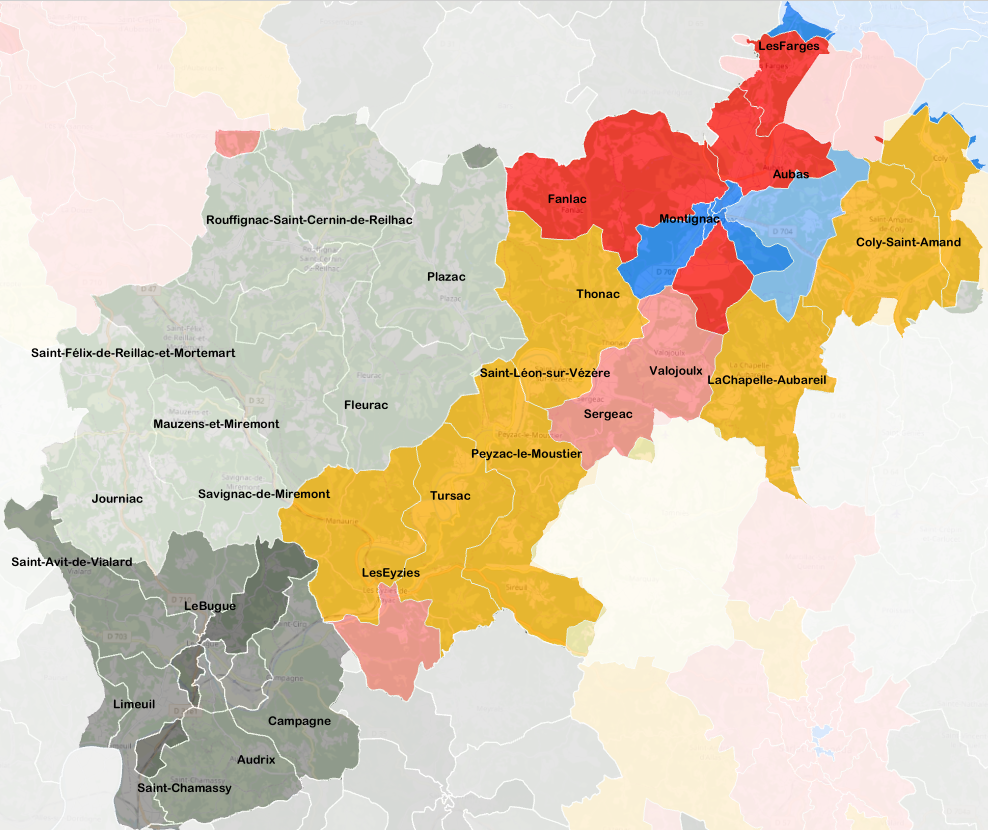 LesFarges
Aubas
Fanlac
Montignac
Rouffignac-Saint-Cernin-de-Reilhac
Coly-Saint-Amand
Plazac
Thonac
Saint-Félix-de-Reillac-et-Mortemart
Saint-Léon-sur-Vézère
Valojoulx
LaChapelle-Aubareil
Fleurac
Sergeac
Mauzens-et-Miremont
Peyzac-le-Moustier
Journiac
Savignac-de-Miremont
Tursac
Saint-Avit-de-Vialard
LesEyzies
LeBugue
Limeuil
Campagne
Audrix
Saint-Chamassy
D 704
D 703